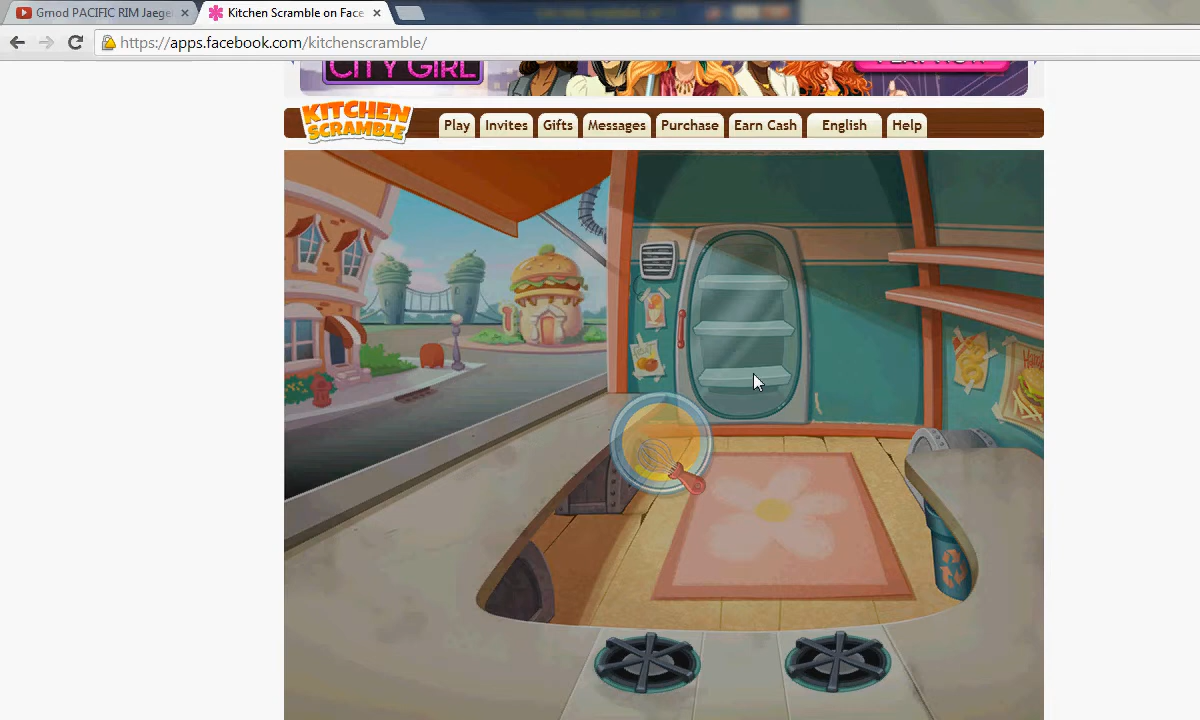 Gmod PACIFIC RIM Jaege
Kitchen Scramble on Face
https://apps.facebook.com/kitchenscramble/
CITY GIRL
KITCHEN
SCRAMBLE
Play
Invites
Gifts
Messages
Purchase
Earn Cash
English
Help